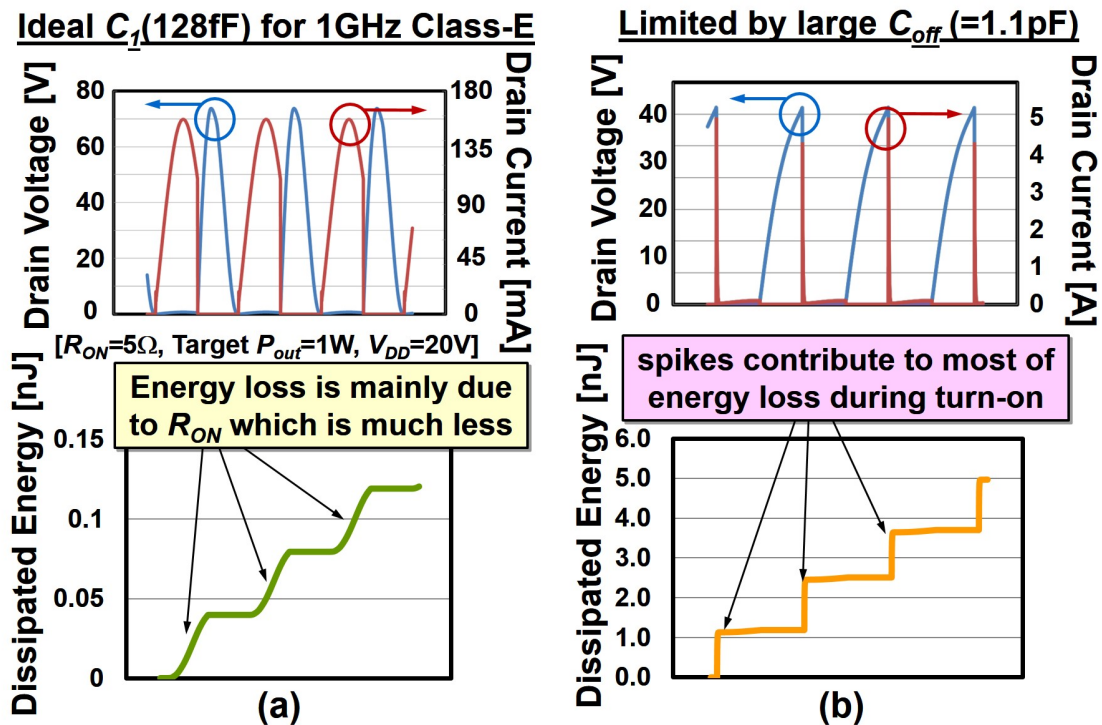 Ideal C1(128fF) for 1GHz Class-E
Drain Voltage [V]
80
70
60
40
20
0
180
135
90
45
0
Drain Current [mA]
[RON=5Ω, Target Pout=1W, VDD=20V]
Energy loss is mainly due
to RON which is much less
Dissipated Energy [nJ]
0.15
0.1
0.05
0
(a)
Limited by large Coff (=1.1pF)
Drain Voltage [V]
40
30
20
10
0
5
4
3
2
1
0
Drain Current [A]
spikes contribute to most of
energy loss during turn-on
Dissipated Energy [nJ]
6.0
5.0
4.0
3.0
2.0
1.0
0.0
(b)